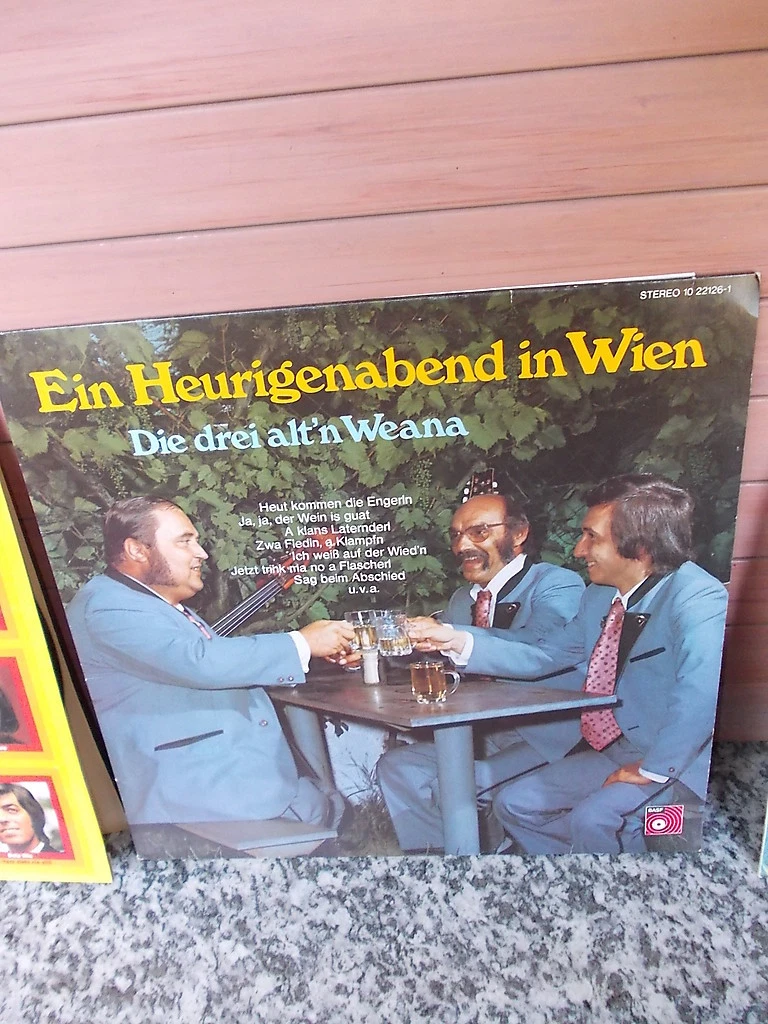 STEREO 10 22126-1
Ein Heurigenabend in Wien
Die drei alt'n Weana
Heut kommen die Engerln
Ja, ja, der Wein is guat
A klans Laternderl
Zwa Fiedln, a Klampfn
Ich weiß auf der Wied'n
Jetzt trink ma no a Flascherl
Sag beim Abschied
u.v.a.
BASF